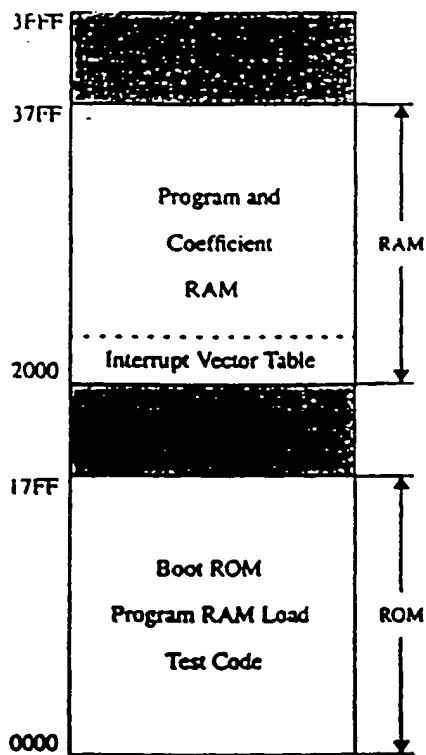 3FFF
37FF
Program and
Coefficient
RAM
RAM
Interrupt Vector Table
2000
17FF
Boot ROM
Program RAM Load
ROM
Test Code
0000